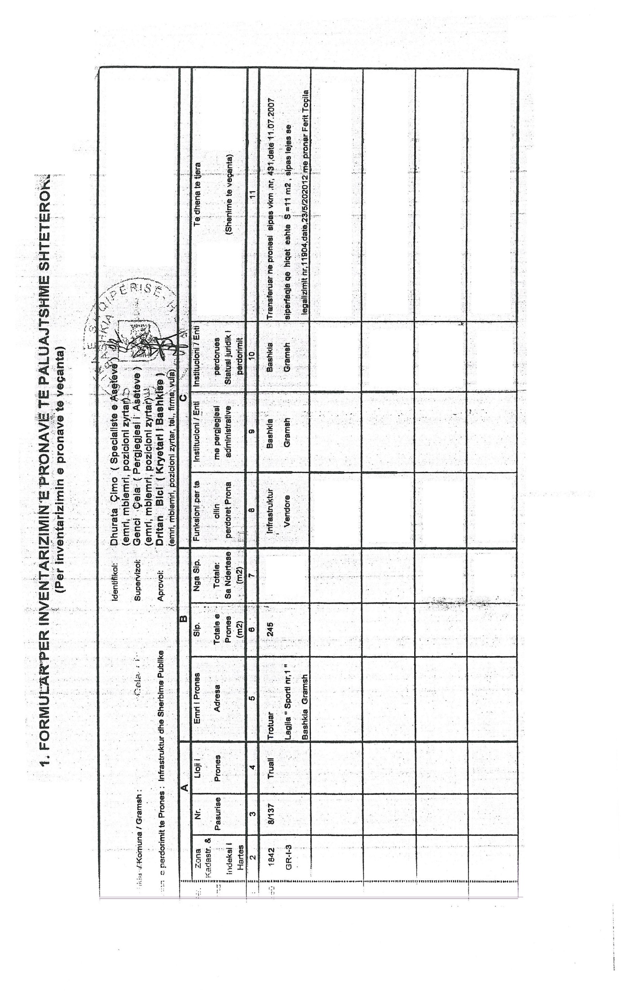 1. FORMULAR PER INVENTARIZIMIN E PRONAVE TE PALUAJTSHME SHTETEROR
(Per inventarizimin e pronave te veçanta)
Identifikoi: Dhurata Çimo ( Specialiste e Aseteve )
(emri, mblemri, pozicioni zyrtar)
/Komuna / Gramsh :
Supervizoi: Genci Çela ( Pergjegjesi i Aseteve )
(emri, mblemri, pozicioni zyrtar)
e perdorimit te Prones : Infrastruktur dhe Sherbime Publike
Aprovoi: Dritan Bici ( Kryetari i Bashkise )
(emri, mbiemri, pozicioni zyrtar, tel., firma, vula)
QIPERISE
A B C
Zona Kadastr. & Indeksi i Hartes
Nr. Pasurise
Lloji i Prones
Emri i Prones Adresa
Sip. Totale e Prones (m2)
Nga Sip. Totale: Sa Ndertese (m2)
Funksioni per te cilin perdoret Prona
Institucioni / Enti me pergjegjesi administrative
Institucioni / Enti perdorues Statusi juridik i perdorimit
Te dhena te tjera (Shenime te veçanta)
2 3 4 5 6 7 8 9 10 11
1842 8/137 Truall Trotuar 245 Infrastruktur Bashkia Bashkia Transferuar ne pronesi sipas vkm .nr, 431,date 11.07.2007
GR-I-3 Lagjia " Sporti nr,1 " Vendore Gramsh Gramsh siperfaqja qe hiqet eshte S =11 m2 , sipas lejes se
Bashkia Gramsh legalizimit nr,11904,date,23/5/202012 me pronar Ferit Toçila